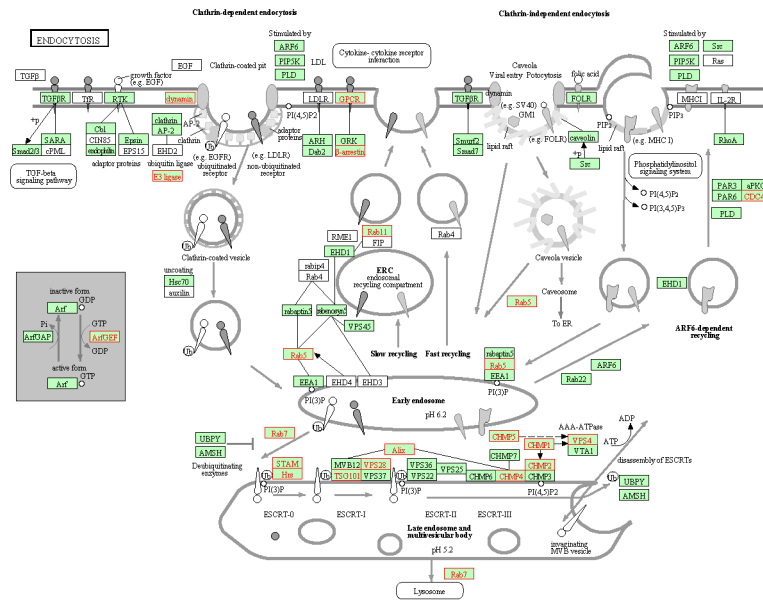 Clathrin-dependent endocytosis
Clathrin-independent endocytosis
ENDOCYTOSIS
Stimulated by
ARF6
PIP5K
PLD
LDL
Cytokine- cytokine receptor
interaction
Stimulated by
ARF6
Src
PIP5K
Ras
PLD
TGFβ
growth factor
(e.g. EGF)
EGF
Clathrin-coated pit
Caveola
Viral entry
Potocytosis
folic acid
TGFβR
TfR
RTK
dynamin
LDLR
GPCR
TGFβR
dynamin
(e.g. SV40)
GM1
FOLR
MHCI
IL-2R
PI(4,5)P2
PIP3
PIP3
+p
clathrin
AP-2
AP-2
clathrin
adaptor
proteins
SARA
Smad2/3
cPML
Cbl
CIN85
endophilin
Epsin
EPS15
EHD2
adaptor proteins
Ub
(e.g. EGFR)
ubiquitinated
receptor
(e.g. LDLR)
non-ubiquitinated
receptor
ARH
Dab2
GRK
β-arrestin
Smurf2
Smad7
lipid raft
(e.g. FOLR)
caveolin
+p
Src
lipid raft
(e.g. MHC I)
RhoA
TGF-beta
signaling pathway
ubiquitin ligase
E3 ligase
Phosphatidylinositol
signaling system
PI(4,5)P2
PI(3,4,5)P3
PAR3
aPKC
PAR6
PLD
Ub
Clathrin-coated vesicle
RME1
Rab11
FIP
EHD1
Rab4
Caveola vesicle
uncoating
Hsc70
auxilin
rabip4
Rab4
ERC
endosomal
recycling compartment
Caveosome
To ER
Rab5
EHD1
ARF6-dependent
recycling
inactive form
Arf
GDP
Pi
GTP
ArfGAP
ArfGEF
GDP
active form
GTP
Arf
Ub
rabaptin5
rabenosyn5
VPS45
Slow recycling
Fast recycling
Rab5
rabaptin5
Rab5
EEA1
PI(3)P
ARF6
Rab22
EEA1
EHD4
EHD3
PI(3)P
Early endosome
pH 6.2
Ub
UBPY
AMSH
Deubiquitinating
enzymes
Rab7
Alix
CHMP5
CHMP1
AAA-ATPase
VPS4
VTA1
ATP
ADP
CHMP7
STAM
Hrs
Ub
PI(3)P
MVB12
VPS28
TSG101
VPS37
Ub
VPS36
VPS22
VPS25
PI(3)P
CHMP6
CHMP4
CHMP2
CHMP3
PI(4,5)P2
disassembly of ESCRTs
Ub
UBPY
AMSH
ESCRT-0
ESCRT-I
ESCRT-II
ESCRT-III
Late endosome and
multivesicular body
pH 5.2
invaginating
MVB vesicle
Rab7
Lysosome